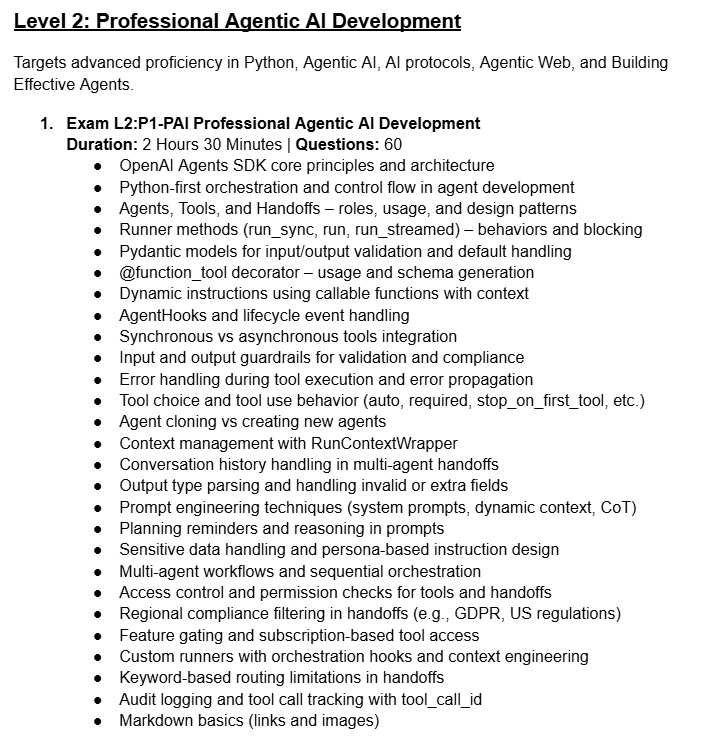 Level 2: Professional Agentic AI Development
Targets advanced proficiency in Python, Agentic AI, AI protocols, Agentic Web, and Building
Effective Agents.
1. Exam L2:P1-PAI Professional Agentic AI Development
Duration: 2 Hours 30 Minutes | Questions: 60
● OpenAI Agents SDK core principles and architecture
● Python-first orchestration and control flow in agent development
● Agents, Tools, and Handoffs – roles, usage, and design patterns
● Runner methods (run_sync, run, run_streamed) – behaviors and blocking
● Pydantic models for input/output validation and default handling
● @function_tool decorator – usage and schema generation
● Dynamic instructions using callable functions with context
● AgentHooks and lifecycle event handling
● Synchronous vs asynchronous tools integration
● Input and output guardrails for validation and compliance
● Error handling during tool execution and error propagation
● Tool choice and tool use behavior (auto, required, stop_on_first_tool, etc.)
● Agent cloning vs creating new agents
● Context management with RunContextWrapper
● Conversation history handling in multi-agent handoffs
● Output type parsing and handling invalid or extra fields
● Prompt engineering techniques (system prompts, dynamic context, CoT)
● Planning reminders and reasoning in prompts
● Sensitive data handling and persona-based instruction design
● Multi-agent workflows and sequential orchestration
● Access control and permission checks for tools and handoffs
● Regional compliance filtering in handoffs (e.g., GDPR, US regulations)
● Feature gating and subscription-based tool access
● Custom runners with orchestration hooks and context engineering
● Keyword-based routing limitations in handoffs
● Audit logging and tool call tracking with tool_call_id
● Markdown basics (links and images)